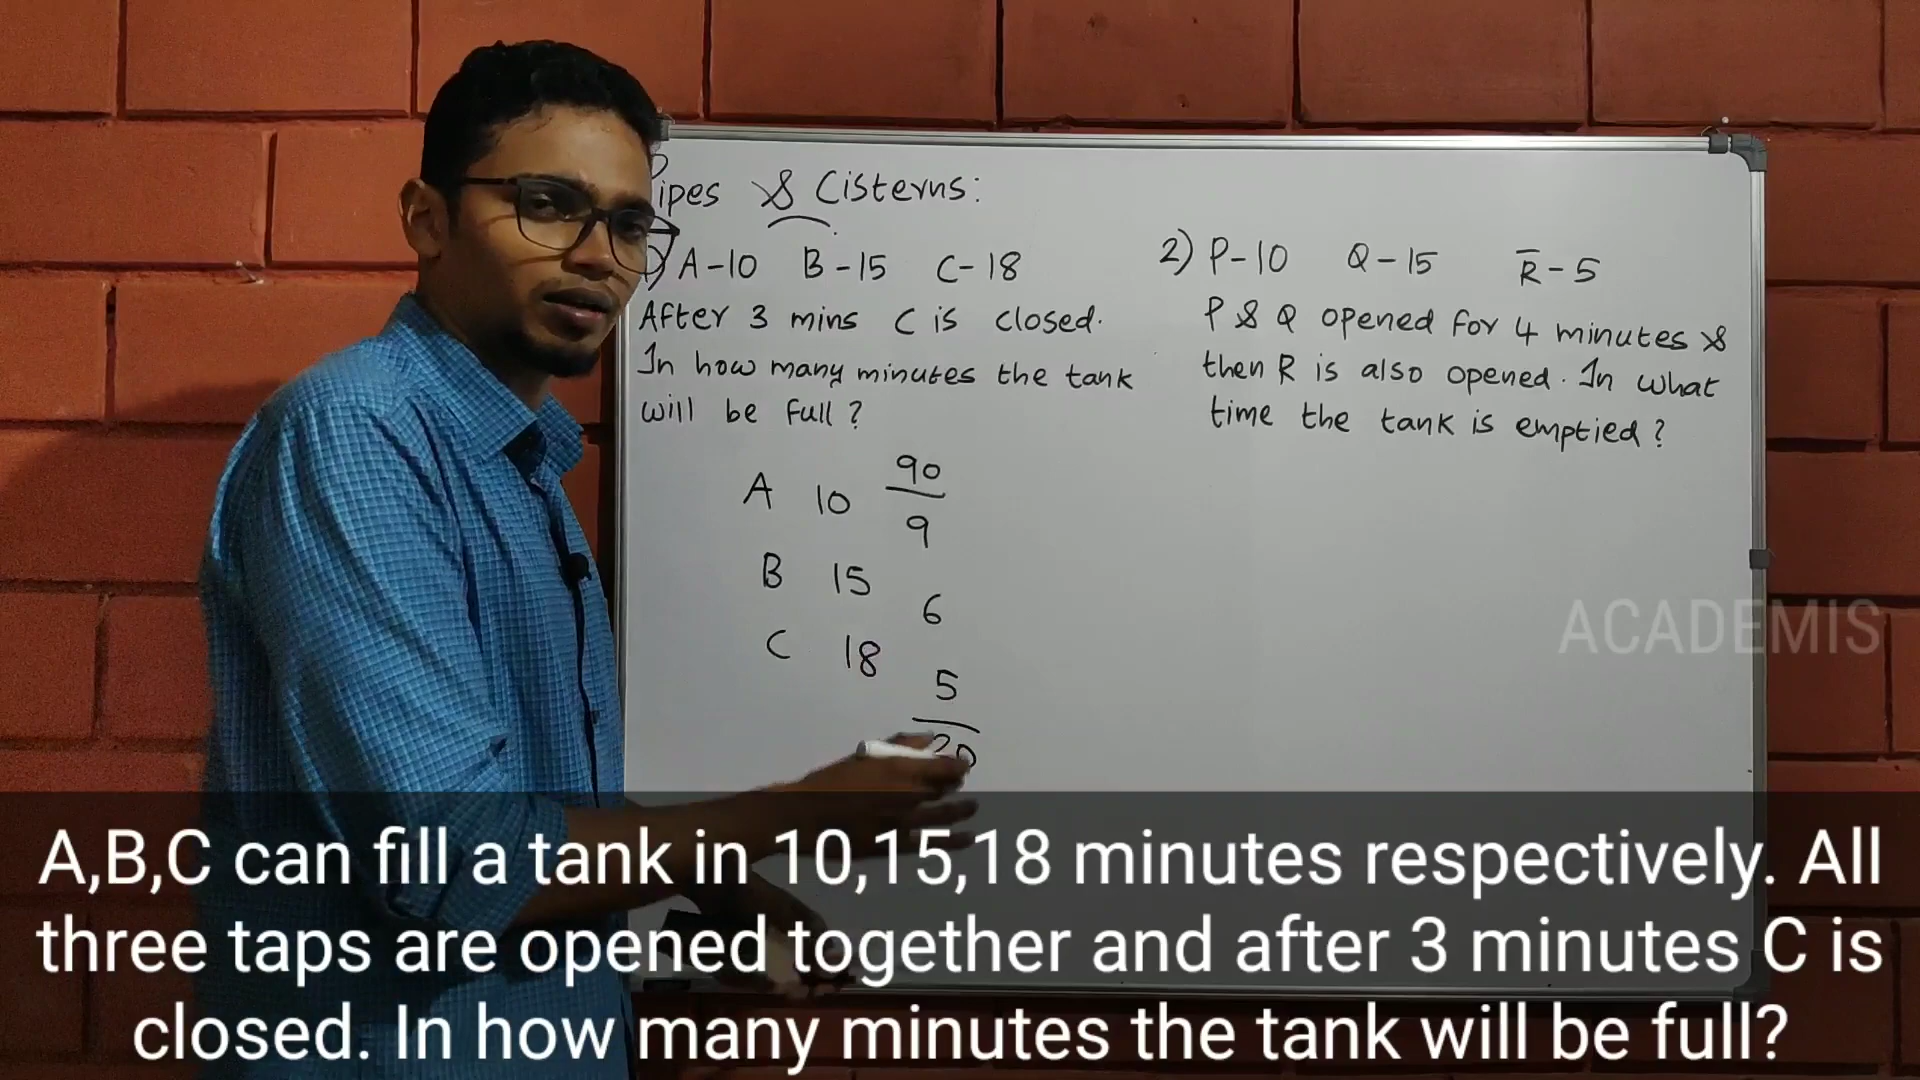 Pipes & Cisterns:
1) A-10 B-15 C-18
After 3 mins C is closed.
In how many minutes the tank
will be full?
A 10 90
9
B 15 6
C 18 5
20
2) P-10 Q-15 R̅-5
P & Q opened for 4 minutes &
then R is also opened. In what
time the tank is emptied?
ACADEMIS
A,B,C can fill a tank in 10,15,18 minutes respectively. All
three taps are opened together and after 3 minutes C is
closed. In how many minutes the tank will be full?